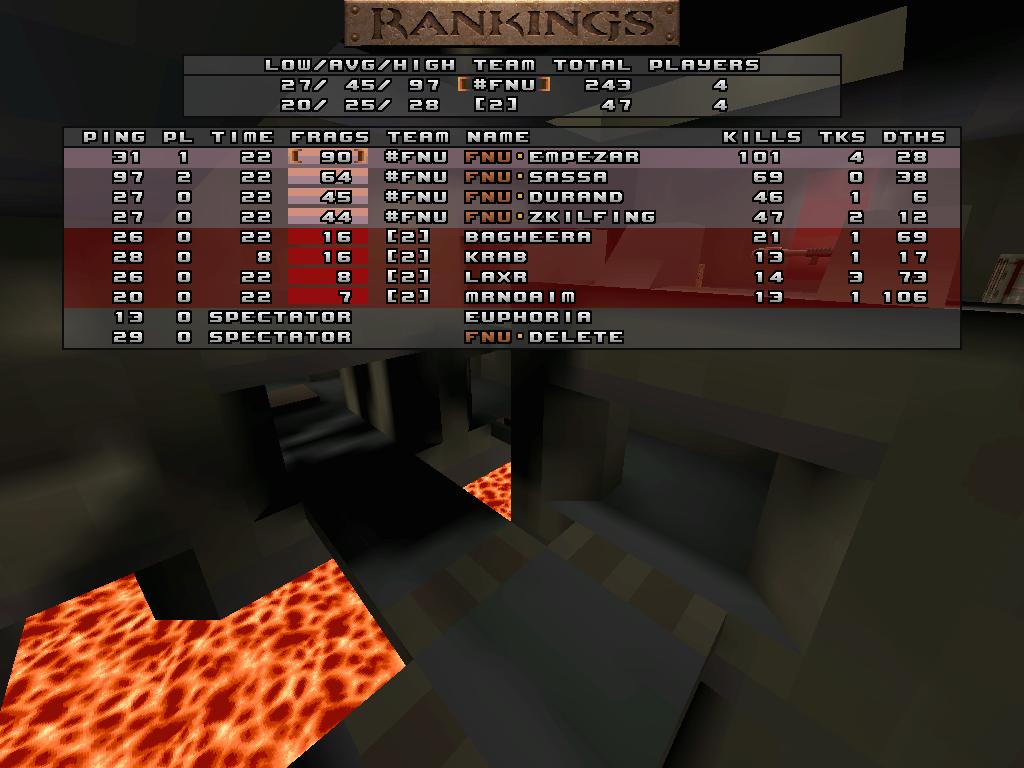 RANKINGS
LOW/AVG/HIGH TEAM TOTAL PLAYERS
27/ 45/ 97 [#FNU] 243 4
20/ 25/ 28 [2] 47 4
PING PL TIME FRAGS TEAM NAME KILLS TKS DTHS
31 1 22 [ 90] #FNU FNU·EMPEZAR 101 4 28
97 2 22 64 #FNU FNU·SASSA 69 0 38
27 0 22 45 #FNU FNU·DURAND 46 1 6
27 0 22 44 #FNU FNU·ZKILFING 47 2 12
26 0 22 16 [2] BAGHEERA 21 1 69
28 0 8 16 [2] KRAB 13 1 17
26 0 22 8 [2] LAXR 14 3 73
20 0 22 7 [2] MRNOAIM 13 1 106
13 0 SPECTATOR EUPHORIA
29 0 SPECTATOR FNU·DELETE